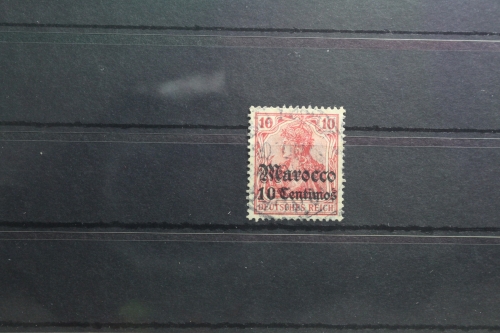 10 10
Marocco
10 Centimos
DEUTSCHES REICH